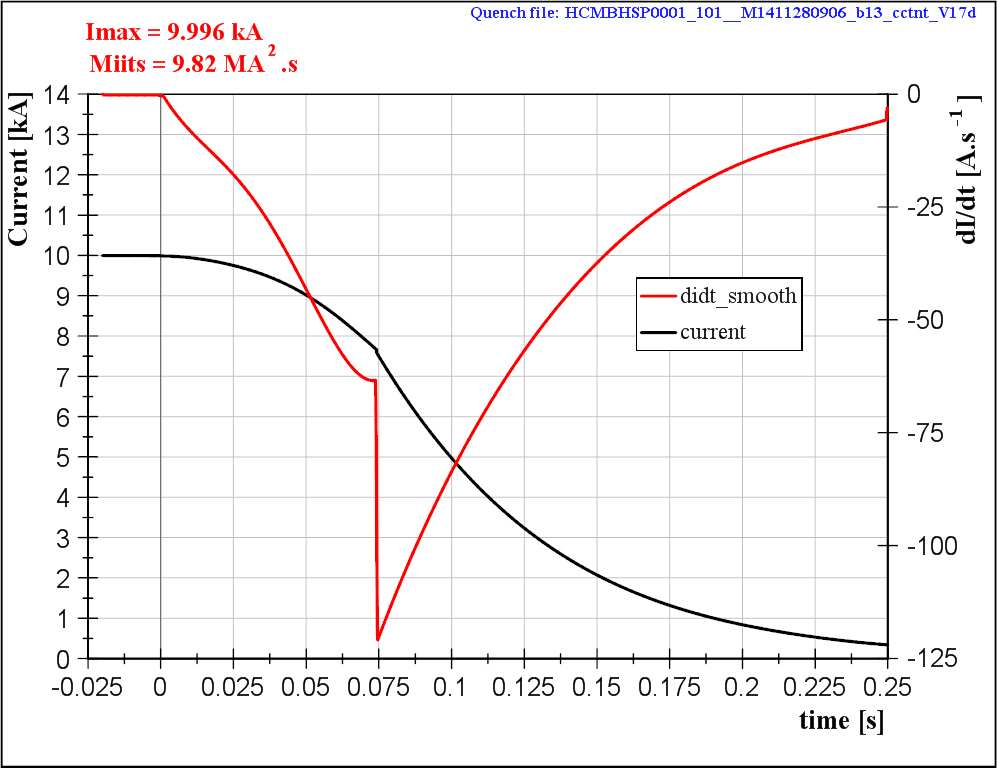 Quench file: HCMBHSP0001_101__M1411280906_b13_cctnt_V17d
Imax = 9.996 kA
Miits = 9.82 MA² .s
Current [kA]
14
13
12
11
10
9
8
7
6
5
4
3
2
1
0
dI/dt [A.s⁻¹]
0
-25
-50
-75
-100
-125
didt_smooth
current
-0.025 0 0.025 0.05 0.075 0.1 0.125 0.15 0.175 0.2 0.225 0.25
time [s]